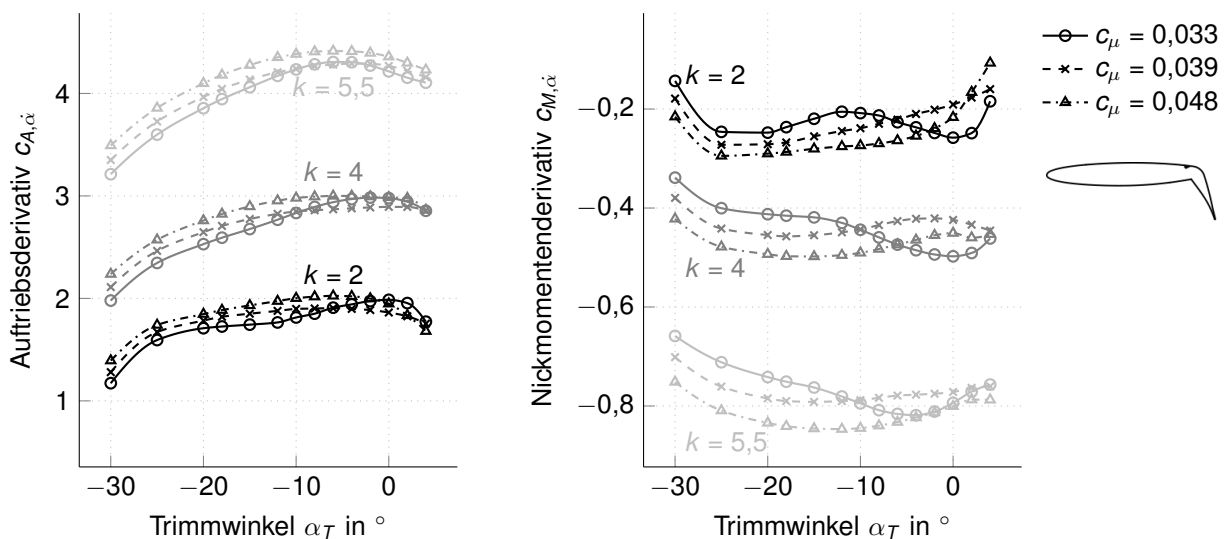 Auftriebsderivativ c_{A,α̇}
4
3
2
1
k = 5,5
k = 4
k = 2
−30 −20 −10 0
Trimmwinkel α_T in °
Nickmomentenderivativ c_{M,α̇}
−0,2
−0,4
−0,6
−0,8
k = 2
k = 4
k = 5,5
−30 −20 −10 0
Trimmwinkel α_T in °
c_μ = 0,033
c_μ = 0,039
c_μ = 0,048